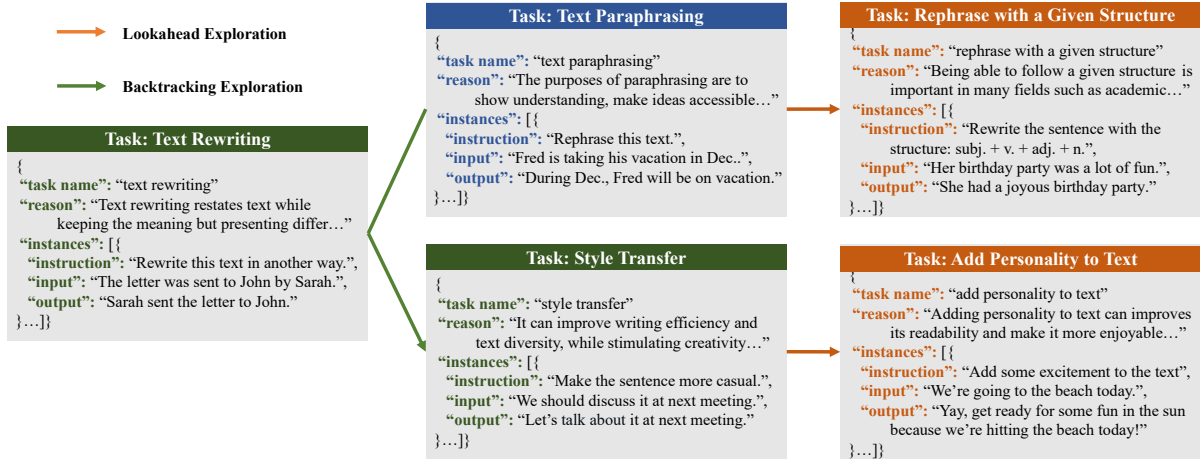 Lookahead Exploration
Backtracking Exploration
Task: Text Rewriting
{
“task name”: “text rewriting”
“reason”: “Text rewriting restates text while
keeping the meaning but presenting differ…”
“instances”: [{
“instruction”: “Rewrite this text in another way.”,
“input”: “The letter was sent to John by Sarah.”,
“output”: “Sarah sent the letter to John.”
}…]}
Task: Text Paraphrasing
{
“task name”: “text paraphrasing”
“reason”: “The purposes of paraphrasing are to
show understanding, make ideas accessible…”
“instances”: [{
“instruction”: “Rephrase this text.”,
“input”: “Fred is taking his vacation in Dec..”,
“output”: “During Dec., Fred will be on vacation.”
}…]}
Task: Rephrase with a Given Structure
{
“task name”: “rephrase with a given structure”
“reason”: “Being able to follow a given structure is
important in many fields such as academic…”
“instances”: [{
“instruction”: “Rewrite the sentence with the
structure: subj. + v. + adj. + n.”,
“input”: “Her birthday party was a lot of fun.”
“output”: “She had a joyous birthday party.”
}…]}
Task: Style Transfer
{
“task name”: “style transfer”
“reason”: “It can improve writing efficiency and
text diversity, while stimulating creativity…”
“instances”: [{
“instruction”: “Make the sentence more casual.”,
“input”: “We should discuss it at next meeting.”,
“output”: “Let’s talk about it at next meeting.”
}…]}
Task: Add Personality to Text
{
“task name”: “add personality to text”
“reason”: “Adding personality to text can improves
its readability and make it more enjoyable…”
“instances”: [{
“instruction”: “Add some excitement to the text”,
“input”: “We’re going to the beach today.”,
“output”: “Yay, get ready for some fun in the sun
because we’re hitting the beach today!”
}…]}